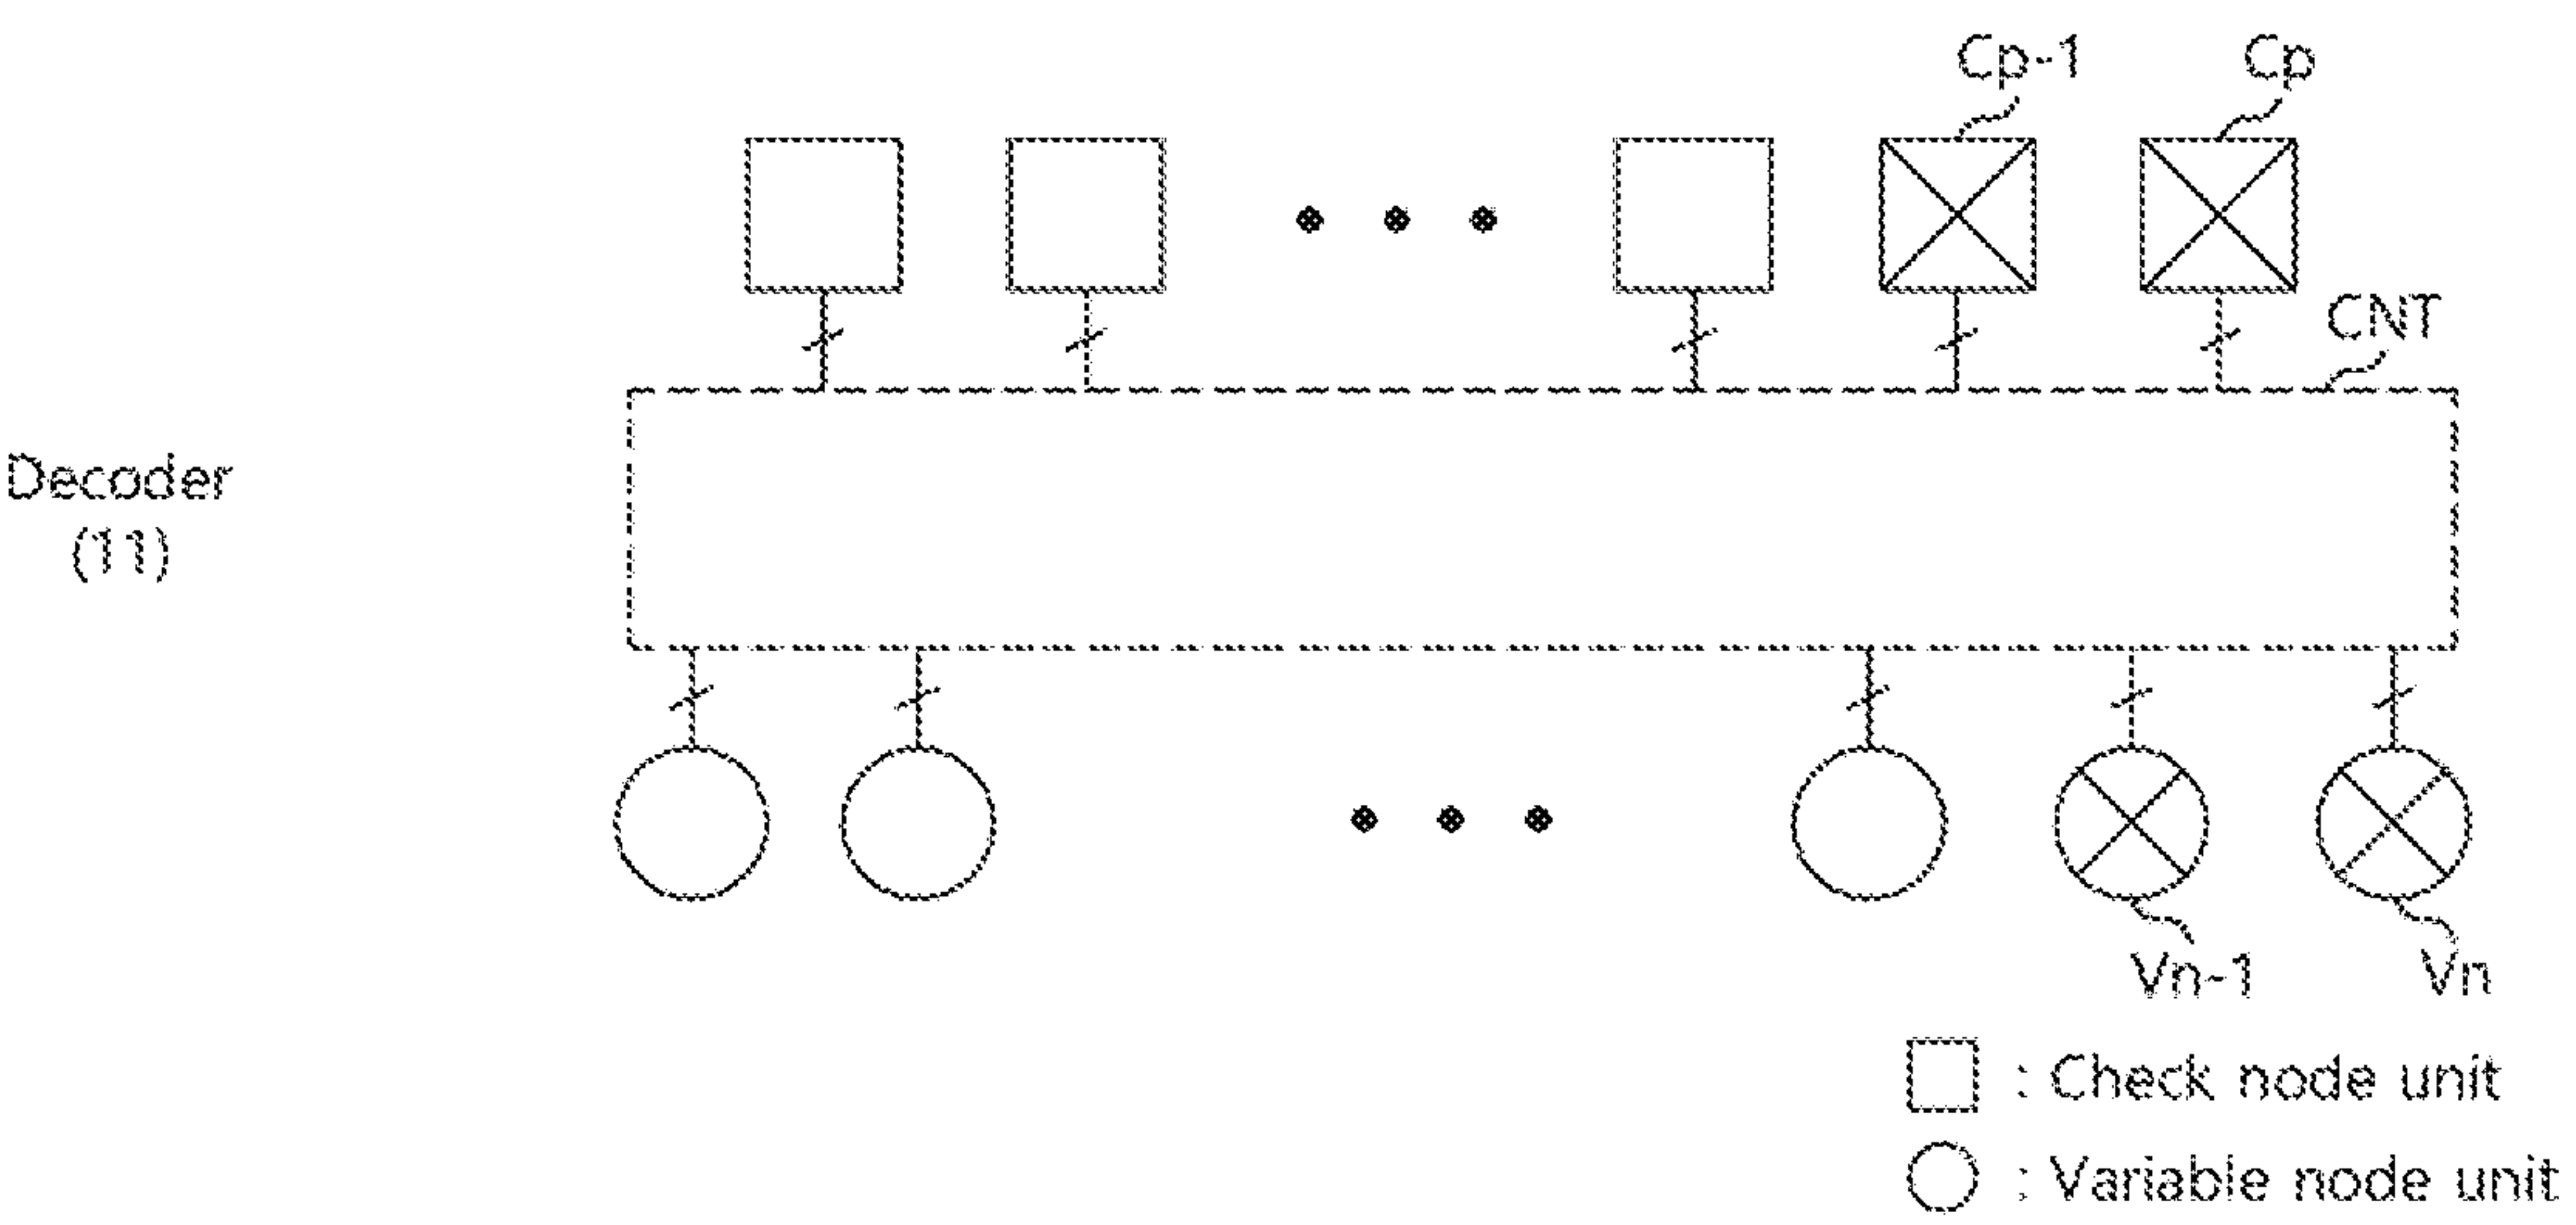 Cp-1
Cp
CNT
Decoder
(11)
Vn-1
Vn
: Check node unit
: Variable node unit